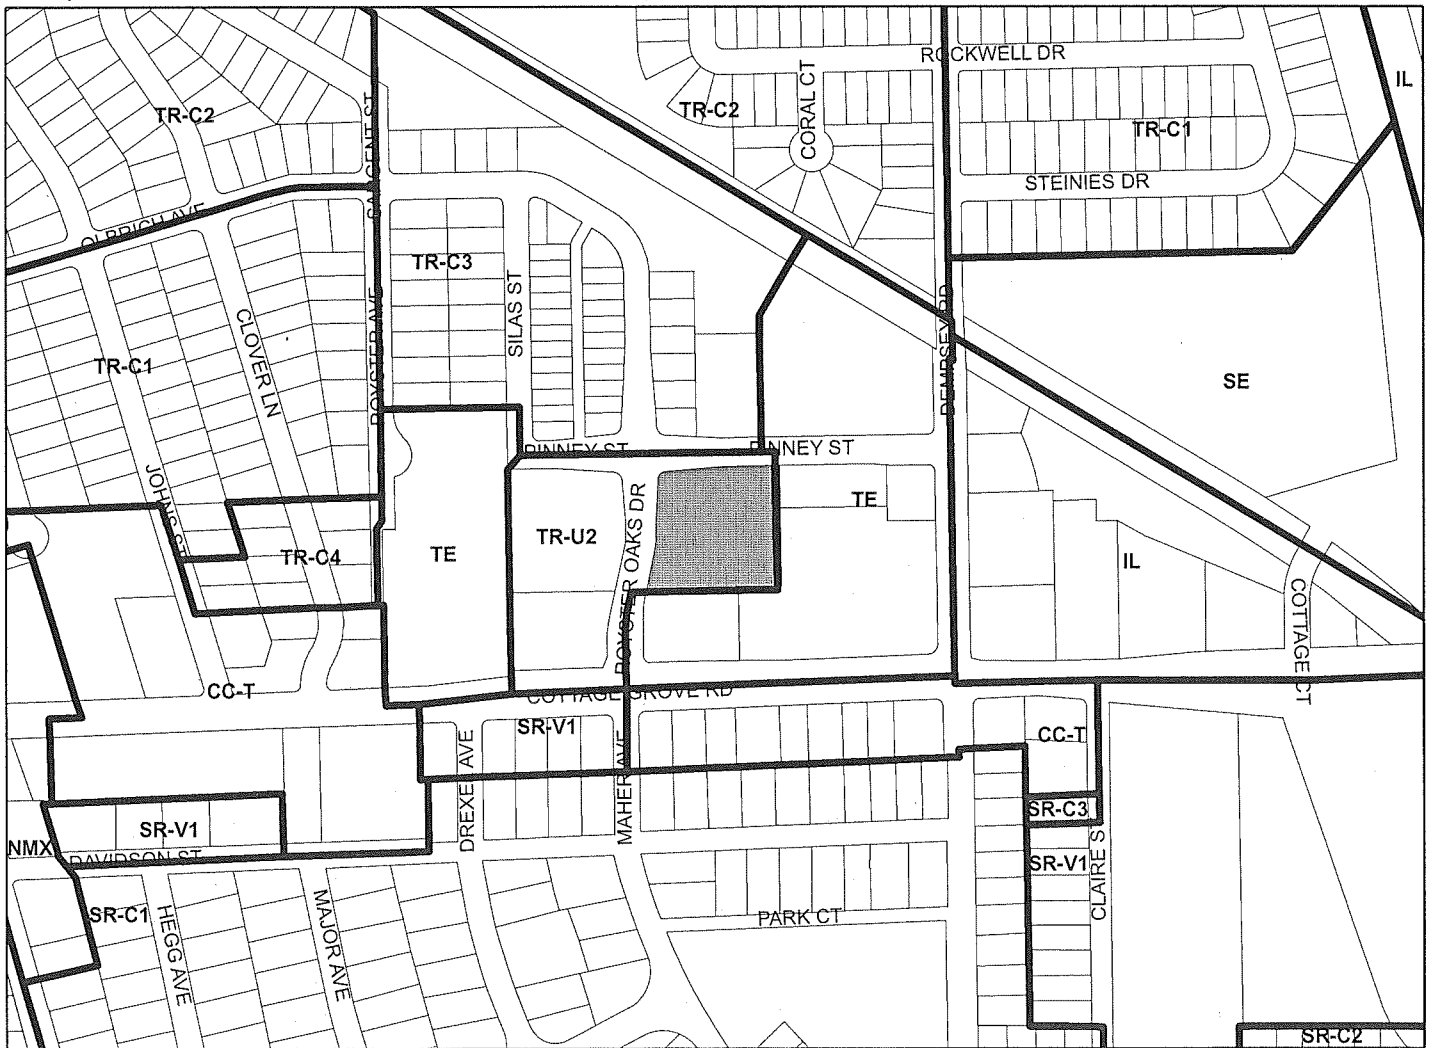 ROCKWELL DR
IL
TR-C2
TR-C2
CORAL CT
TR-C1
SARGENT ST
STEINIES DR
OLBRICH AVE
TR-C3
SILAS ST
CLOVER LN
ROYSTER AVE
DEMPSEY RD
TR-C1
SE
PINNEY ST
PINNEY ST
JOHNS ST
TE
TR-U2
ROYSTER OAKS DR
TE
TR-C4
IL
COTTAGE CT
CC-T
COTTAGE GROVE RD
SR-V1
CC-T
DREXEL AVE
MAHER AVE
SR-C3
SR-V1
NMX
DAVIDSON ST
SR-V1
CLAIRE ST
SR-C1
HEGG AVE
MAJOR AVE
PARK CT
SR-C2